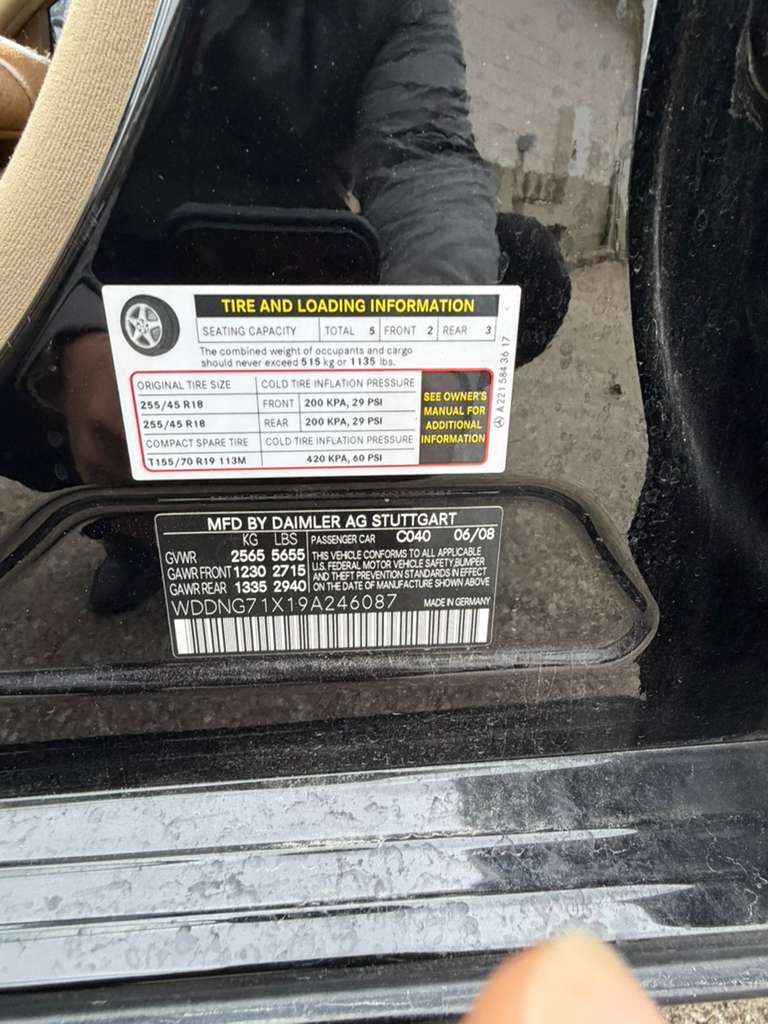 TIRE AND LOADING INFORMATION
SEATING CAPACITY TOTAL 5 FRONT 2 REAR 3
The combined weight of occupants and cargo
should never exceed 515 kg or 1135 lbs.
ORIGINAL TIRE SIZE COLD TIRE INFLATION PRESSURE
255/45 R18 FRONT 200 KPA, 29 PSI
255/45 R18 REAR 200 KPA, 29 PSI
COMPACT SPARE TIRE COLD TIRE INFLATION PRESSURE
T155/70 R19 113M 420 KPA, 60 PSI
SEE OWNER'S
MANUAL FOR
ADDITIONAL
INFORMATION
A 221 584 36 17
MFD BY DAIMLER AG STUTTGART
KG LBS PASSENGER CAR C040 06/08
GVWR 2565 5655
GAWR FRONT 1230 2715
GAWR REAR 1335 2940
THIS VEHICLE CONFORMS TO ALL APPLICABLE
U.S. FEDERAL MOTOR VEHICLE SAFETY, BUMPER
AND THEFT PREVENTION STANDARDS IN EFFECT
ON THE DATE OF MANUFACTURE SHOWN ABOVE
WDDNG71X19A246087 MADE IN GERMANY